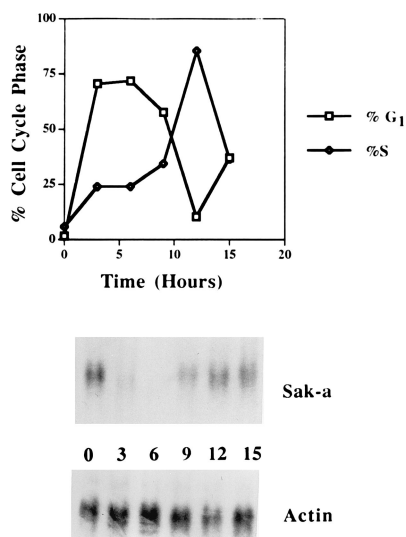 100
75
50
25
0
% Cell Cycle Phase
0 5 10 15 20
Time (Hours)
% G1
%S
Sak-a
0 3 6 9 12 15
Actin